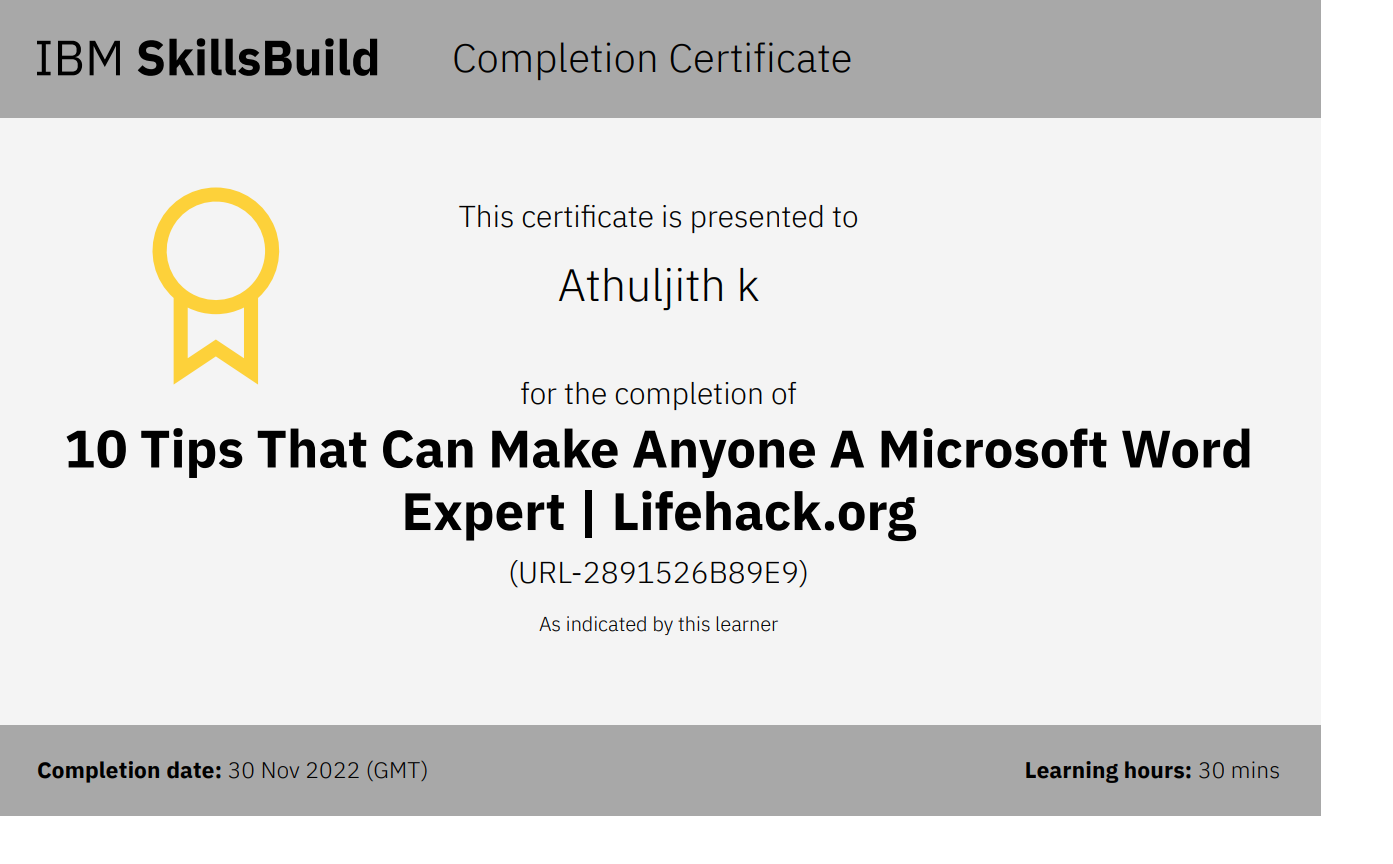 IBM SkillsBuild Completion Certificate
This certificate is presented to
Athuljith k
for the completion of
10 Tips That Can Make Anyone A Microsoft Word
Expert | Lifehack.org
(URL-2891526B89E9)
As indicated by this learner
Completion date: 30 Nov 2022 (GMT) Learning hours: 30 mins